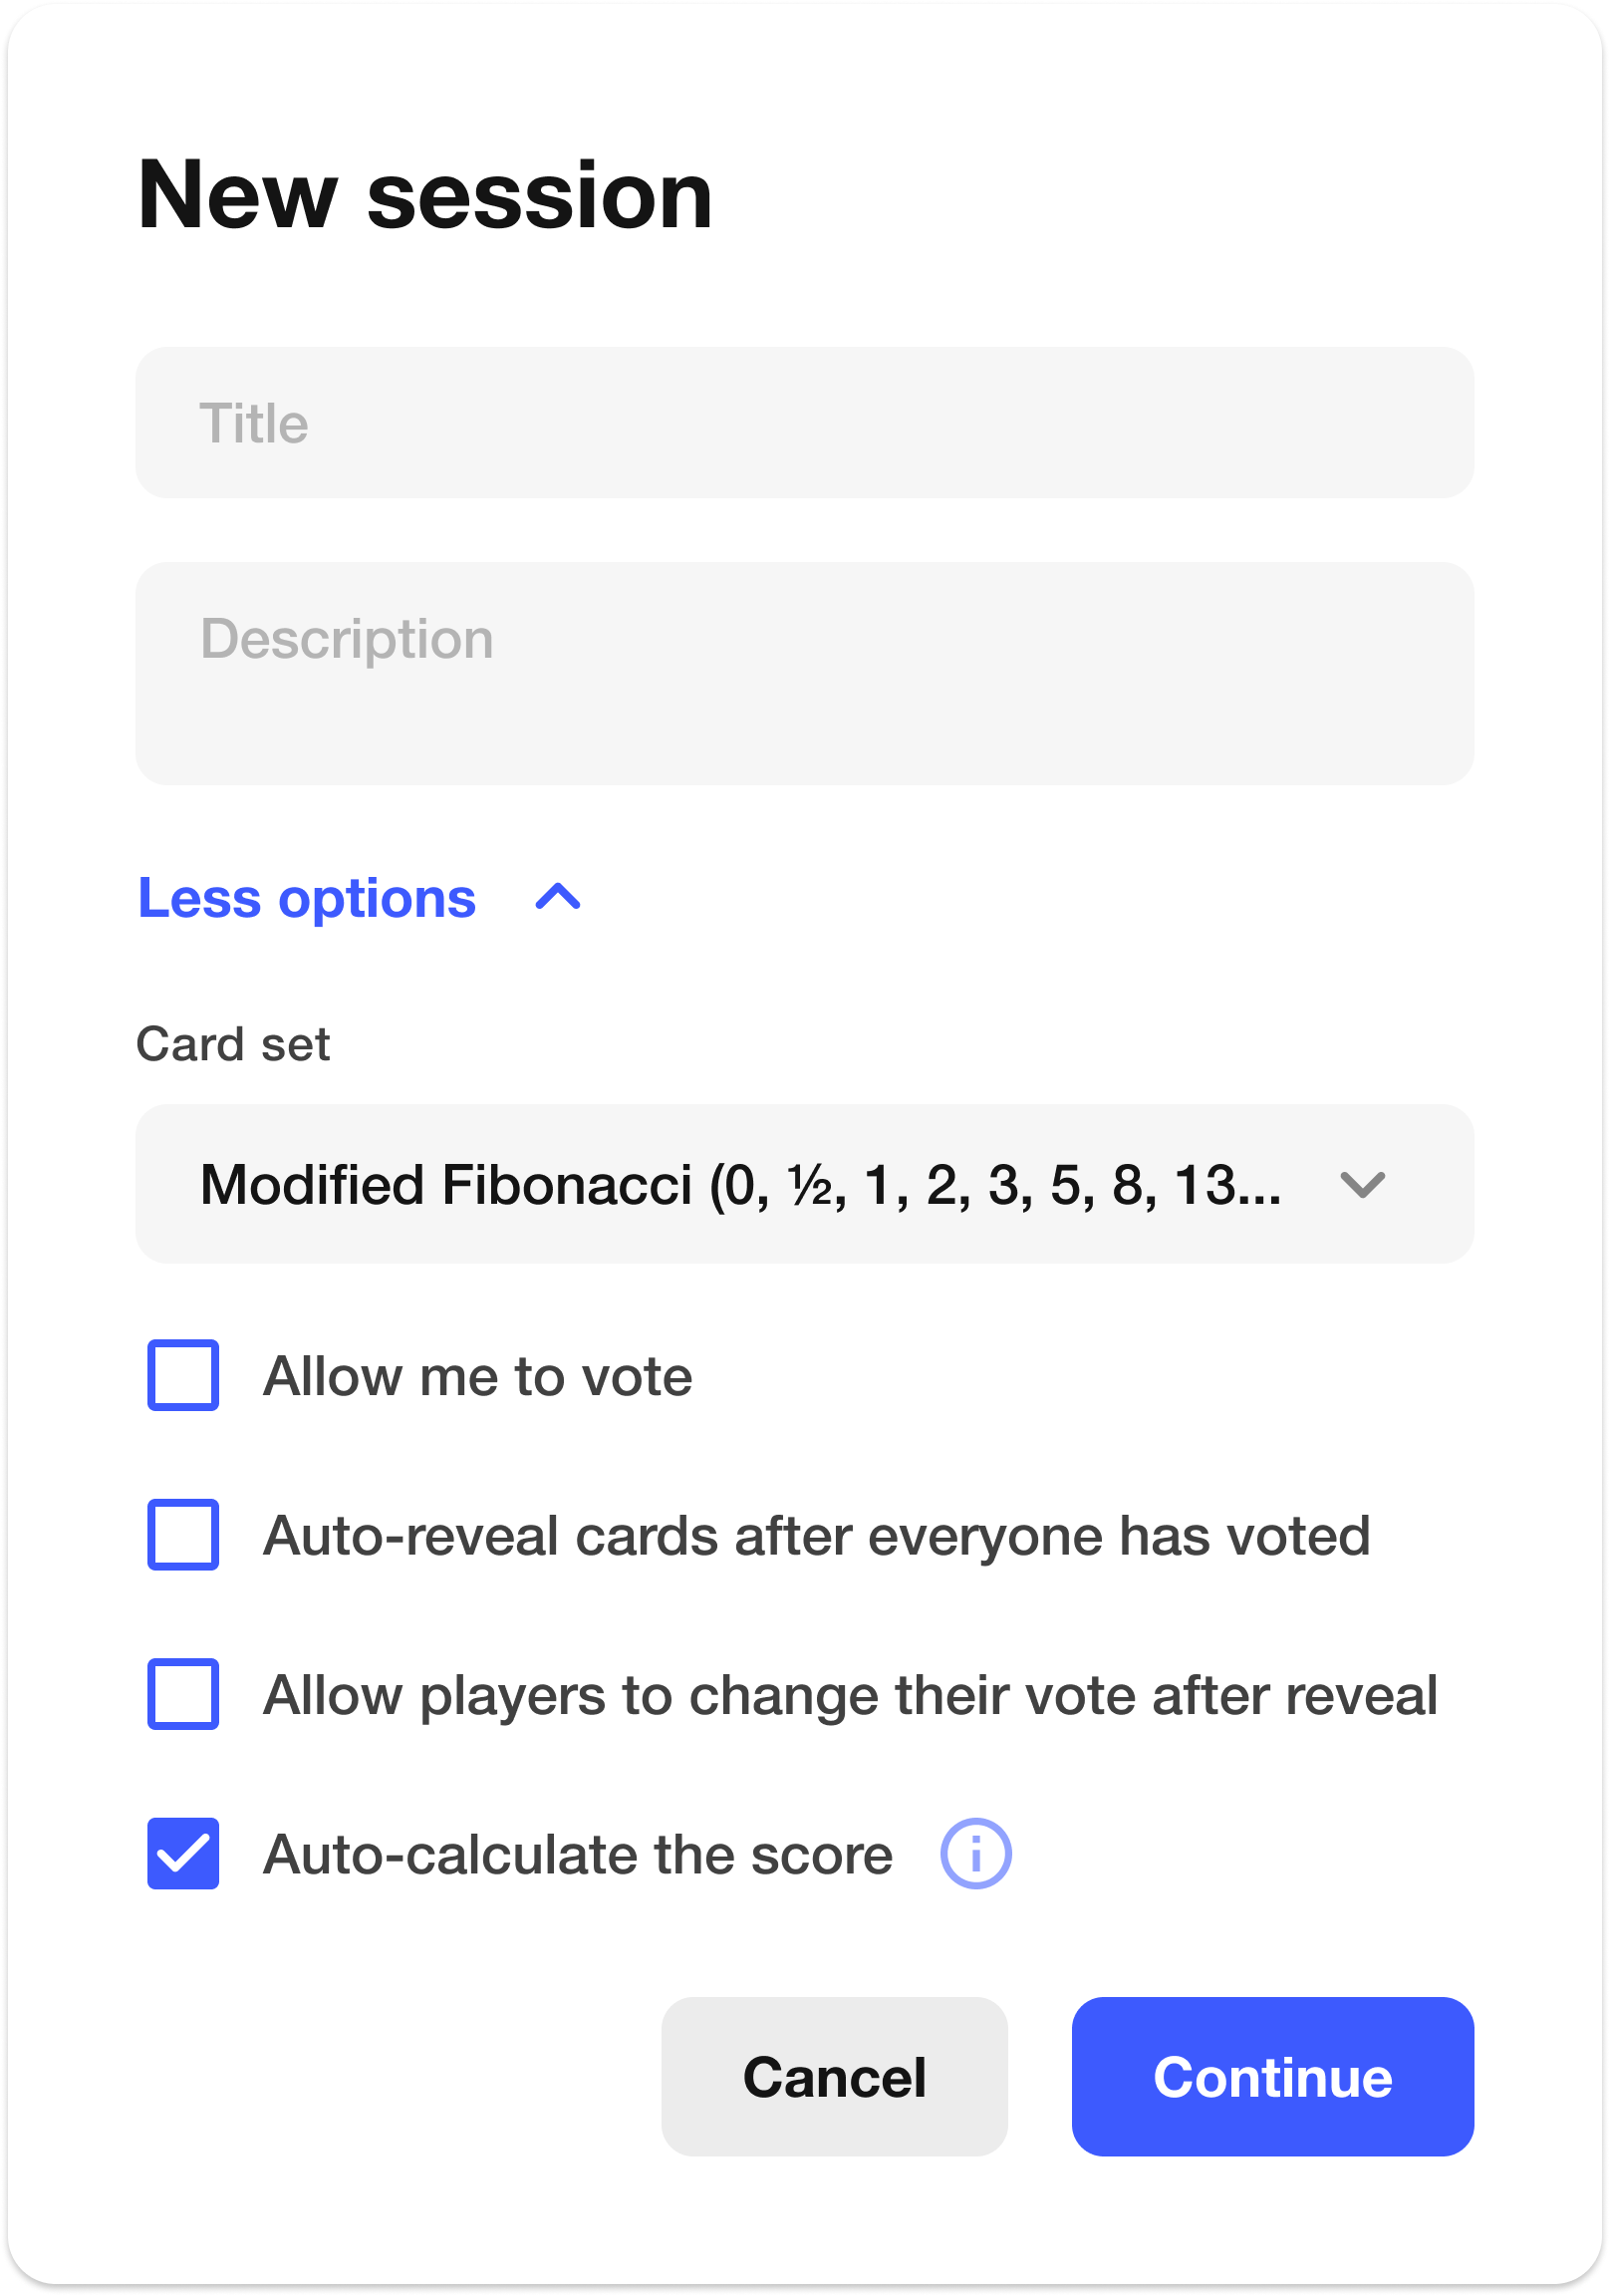 New session
Title
Description
Less options
Card set
Modified Fibonacci (0, ½, 1, 2, 3, 5, 8, 13...
Allow me to vote
Auto-reveal cards after everyone has voted
Allow players to change their vote after reveal
Auto-calculate the score
Cancel
Continue